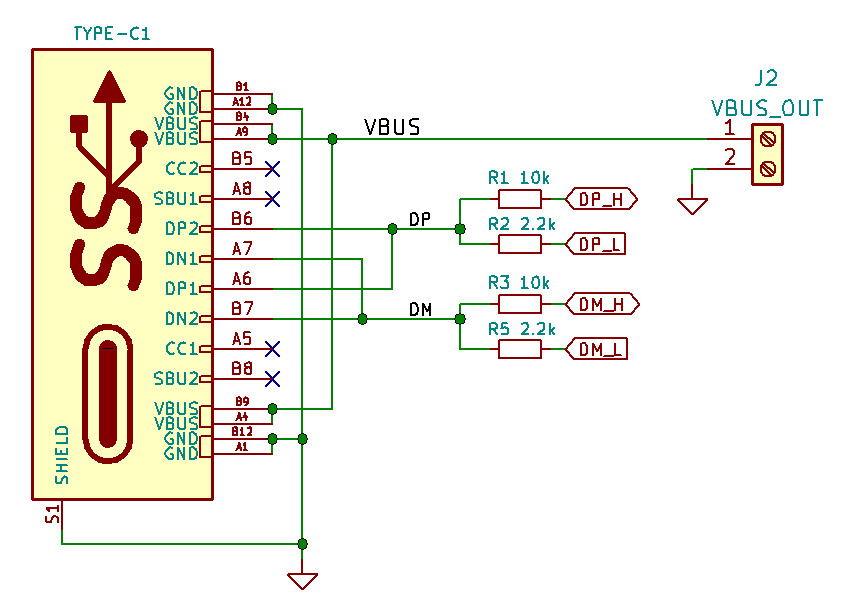 TYPE-C1
J2
VBUS_OUT
GND B1
GND A12
VBUS B4
VBUS A9
VBUS
1
2
CC2 B5
SBU1 A8
DP2 B6
DP
DN1 A7
DP1 A6
DN2 B7
DM
CC1 A5
SBU2 B8
VBUS B9
VBUS A4
GND B12
GND A1
R1 10k
DP_H
R2 2.2k
DP_L
R3 10k
DM_H
R5 2.2k
DM_L
SS
SHIELD
S1